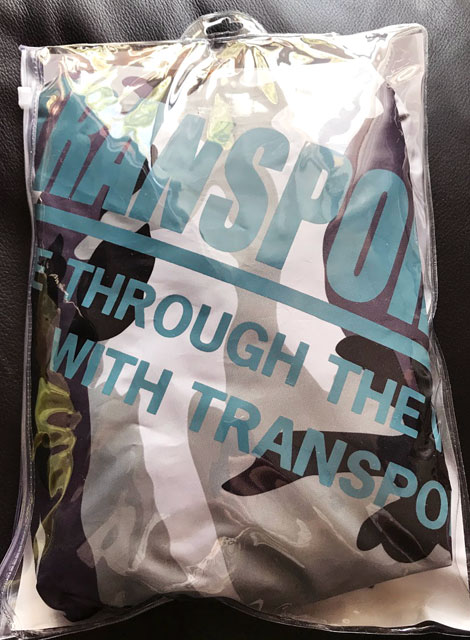 RANSPO
E THROUGH THE
WITH TRANSPO